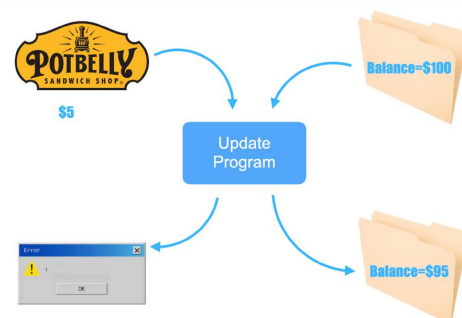 POTBELLY
SANDWICH SHOP®
$5
Balance=$100
Update
Program
Error
!
OK
Balance=$95